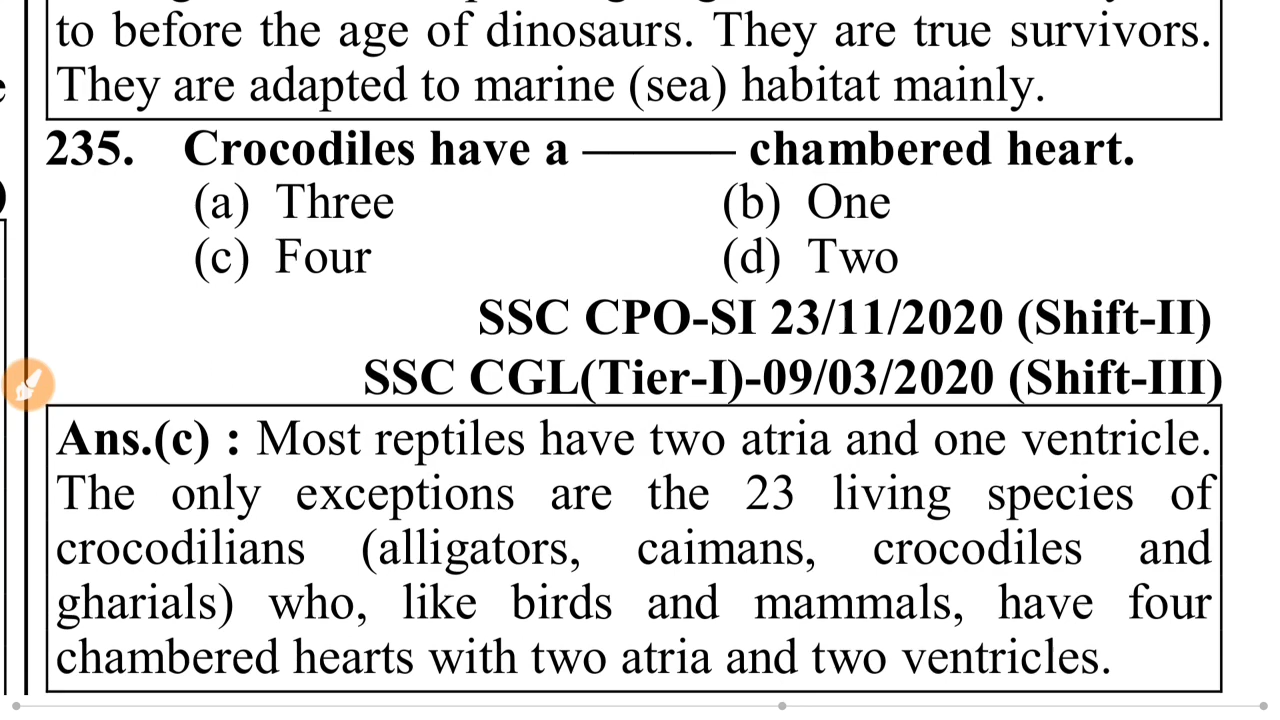 to before the age of dinosaurs. They are true survivors.
They are adapted to marine (sea) habitat mainly.
235. Crocodiles have a ——— chambered heart.
(a) Three (b) One
(c) Four (d) Two
SSC CPO-SI 23/11/2020 (Shift-II)
SSC CGL(Tier-I)-09/03/2020 (Shift-III)
Ans.(c) : Most reptiles have two atria and one ventricle.
The only exceptions are the 23 living species of
crocodilians (alligators, caimans, crocodiles and
gharials) who, like birds and mammals, have four
chambered hearts with two atria and two ventricles.